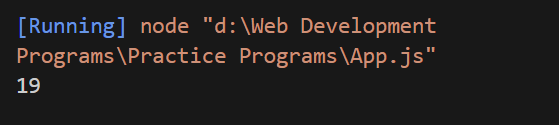 [Running] node "d:\Web Development
Programs\Practice Programs\App.js"
19